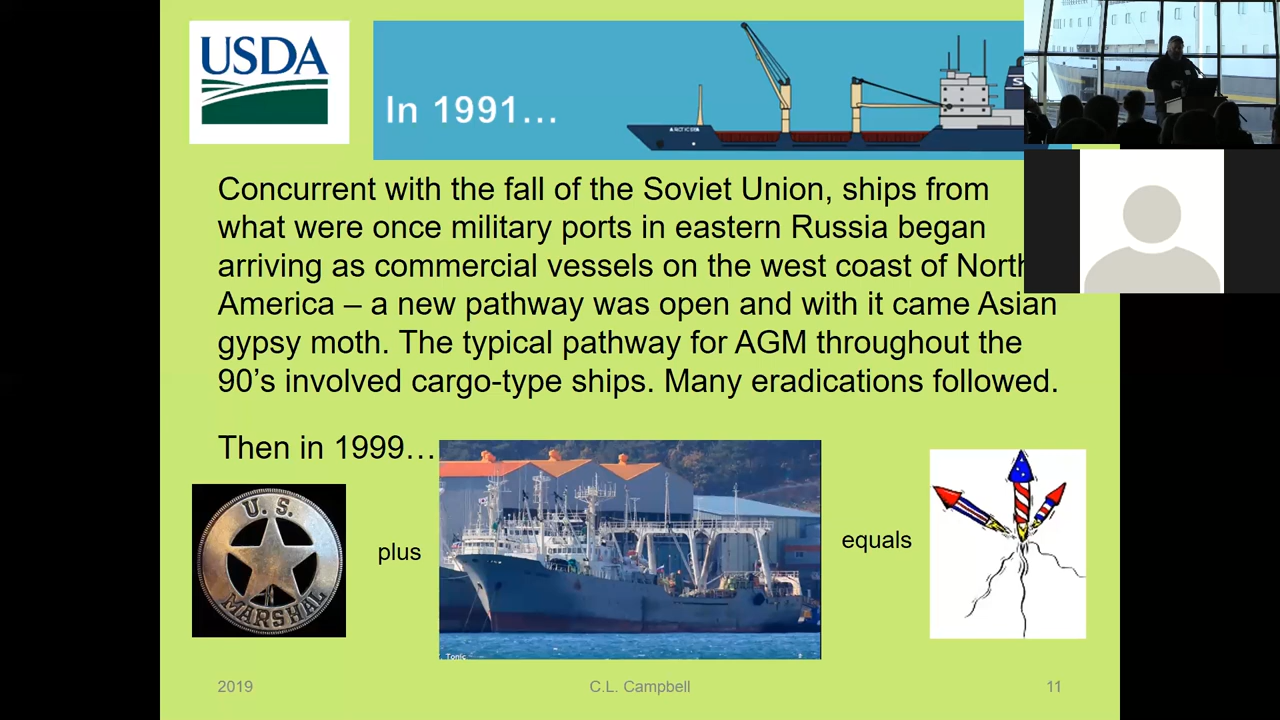 USDA
In 1991…
ARCTIC SEA
S
Concurrent with the fall of the Soviet Union, ships from
what were once military ports in eastern Russia began
arriving as commercial vessels on the west coast of North
America – a new pathway was open and with it came Asian
gypsy moth. The typical pathway for AGM throughout the
90's involved cargo-type ships. Many eradications followed.
Then in 1999…
U.S.
MARSHAL
plus
equals
Tonic
2019
C.L. Campbell
11